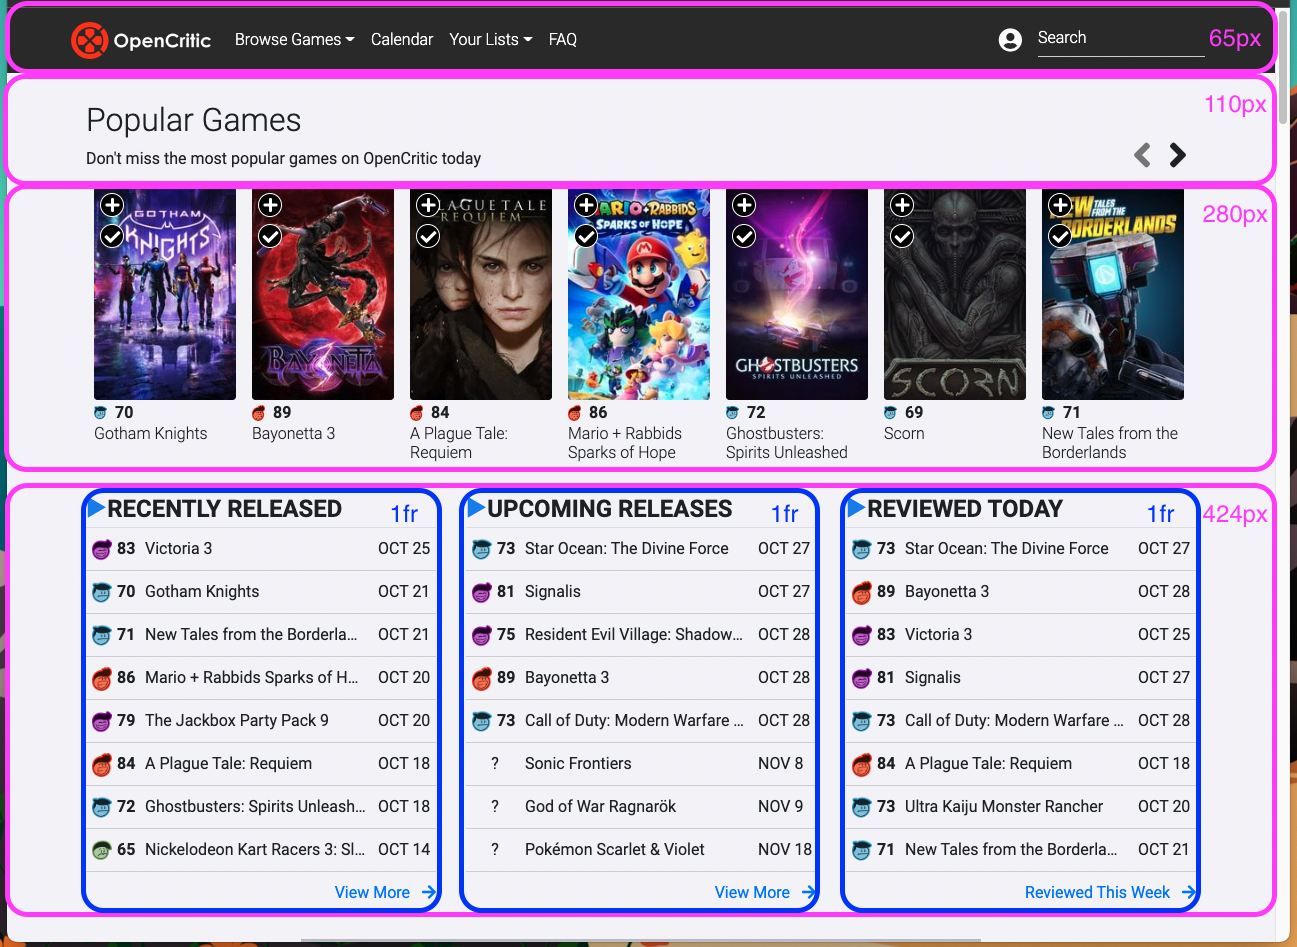 OpenCritic Browse Games Calendar Your Lists FAQ Search 65px
110px
Popular Games
Don't miss the most popular games on OpenCritic today
280px
GOTHAM KNIGHTS
BAYONETTA
A PLAGUE TALE REQUIEM
MARIO + RABBIDS SPARKS OF HOPE
GHOSTBUSTERS SPIRITS UNLEASHED
SCORN
NEW TALES FROM THE BORDERLANDS
70
Gotham Knights
89
Bayonetta 3
84
A Plague Tale:
Requiem
86
Mario + Rabbids
Sparks of Hope
72
Ghostbusters:
Spirits Unleashed
69
Scorn
71
New Tales from the
Borderlands
424px
RECENTLY RELEASED 1fr
83 Victoria 3 OCT 25
70 Gotham Knights OCT 21
71 New Tales from the Borderla... OCT 21
86 Mario + Rabbids Sparks of H... OCT 20
79 The Jackbox Party Pack 9 OCT 20
84 A Plague Tale: Requiem OCT 18
72 Ghostbusters: Spirits Unleash... OCT 18
65 Nickelodeon Kart Racers 3: Sl... OCT 14
View More
UPCOMING RELEASES 1fr
73 Star Ocean: The Divine Force OCT 27
81 Signalis OCT 27
75 Resident Evil Village: Shadow... OCT 28
89 Bayonetta 3 OCT 28
73 Call of Duty: Modern Warfare ... OCT 28
? Sonic Frontiers NOV 8
? God of War Ragnarök NOV 9
? Pokémon Scarlet & Violet NOV 18
View More
REVIEWED TODAY 1fr
73 Star Ocean: The Divine Force OCT 27
89 Bayonetta 3 OCT 28
83 Victoria 3 OCT 25
81 Signalis OCT 27
73 Call of Duty: Modern Warfare ... OCT 28
84 A Plague Tale: Requiem OCT 18
73 Ultra Kaiju Monster Rancher OCT 20
71 New Tales from the Borderla... OCT 21
Reviewed This Week